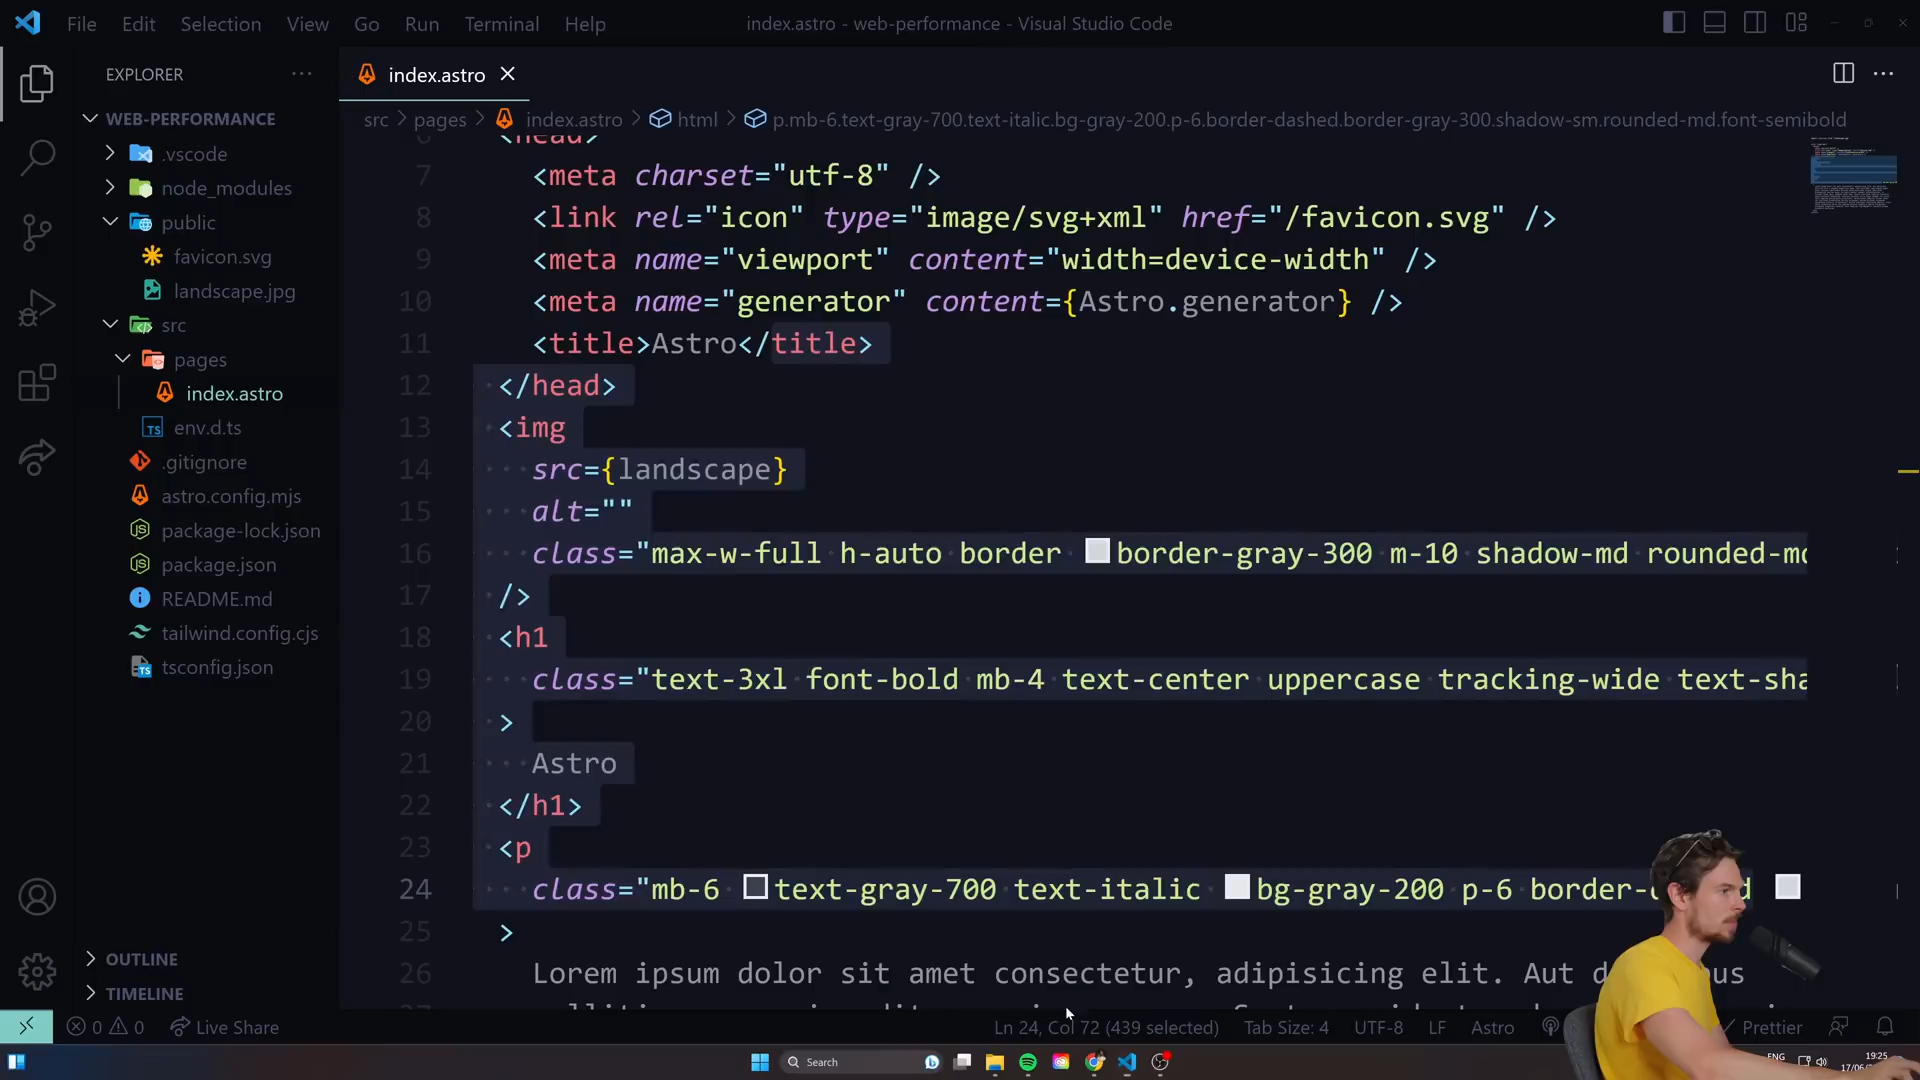 File Edit Selection View Go Run Terminal Help
index.astro - web-performance - Visual Studio Code
EXPLORER
WEB-PERFORMANCE
.vscode
node_modules
public
favicon.svg
landscape.jpg
src
pages
index.astro
env.d.ts
.gitignore
astro.config.mjs
package-lock.json
package.json
README.md
tailwind.config.cjs
tsconfig.json
OUTLINE
TIMELINE
index.astro
src > pages > index.astro > html > p.mb-6.text-gray-700.text-italic.bg-gray-200.p-6.border-dashed.border-gray-300.shadow-sm.rounded-md.font-semibold
<head>
7 <meta charset="utf-8" />
8 <link rel="icon" type="image/svg+xml" href="/favicon.svg" />
9 <meta name="viewport" content="width=device-width" />
10 <meta name="generator" content={Astro.generator} />
11 <title>Astro</title>
12 </head>
13 <img
14 src={landscape}
15 alt=""
16 class="max-w-full h-auto border border-gray-300 m-10 shadow-md
17 />
18 <h1
19 class="text-3xl font-bold mb-4 text-center uppercase tracking-wide
20 >
21 Astro
22 </h1>
23 <p
24 class="mb-6 text-gray-700 text-italic bg-gray-200 p-6
25 >
26 Lorem ipsum dolor sit amet consectetur, adipisicing elit. Aut
0 0 Live Share
Ln 24, Col 72 (439 selected) Tab Size: 4 UTF-8 LF Astro Prettier
Search
ENG
19:25